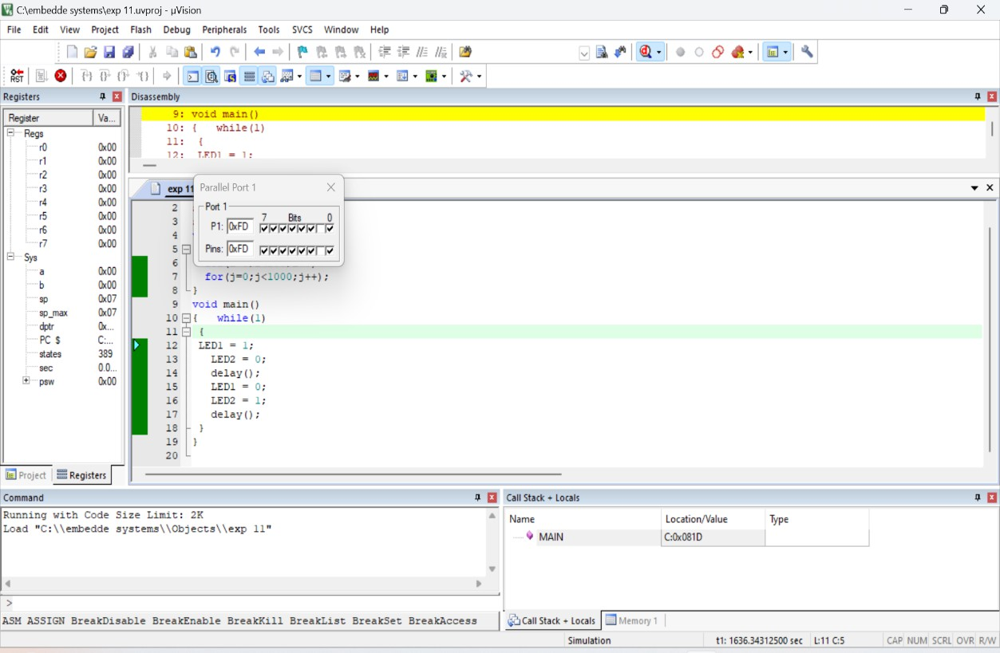 C:\embedde systems\exp 11.uvproj - µVision
File Edit View Project Flash Debug Peripherals Tools SVCS Window Help
RST
Registers
Register Va...
Regs
r0 0x00
r1 0x00
r2 0x00
r3 0x00
r4 0x00
r5 0x00
r6 0x00
r7 0x00
Sys
a 0x00
b 0x00
sp 0x07
sp_max 0x07
dptr 0x...
PC $ C:...
states 389
sec 0.0...
psw 0x00
Project Registers
Disassembly
9: void main()
10: { while(1)
11: {
12: LED1 = 1;
exp 11
Parallel Port 1
Port 1
7 Bits 0
P1: 0xFD
Pins: 0xFD
2
3
4
5
6
7 for(j=0;j<1000;j++);
8 }
9 void main()
10 { while(1)
11 {
12 LED1 = 1;
13 LED2 = 0;
14 delay();
15 LED1 = 0;
16 LED2 = 1;
17 delay();
18 }
19 }
20
Command
Running with Code Size Limit: 2K
Load "C:\\embedde systems\\Objects\\exp 11"
>
ASM ASSIGN BreakDisable BreakEnable BreakKill BreakList BreakSet BreakAccess
Call Stack + Locals
Name Location/Value Type
MAIN C:0x081D
Call Stack + Locals Memory 1
Simulation t1: 1636.34312500 sec L:11 C:5 CAP NUM SCRL OVR R/W